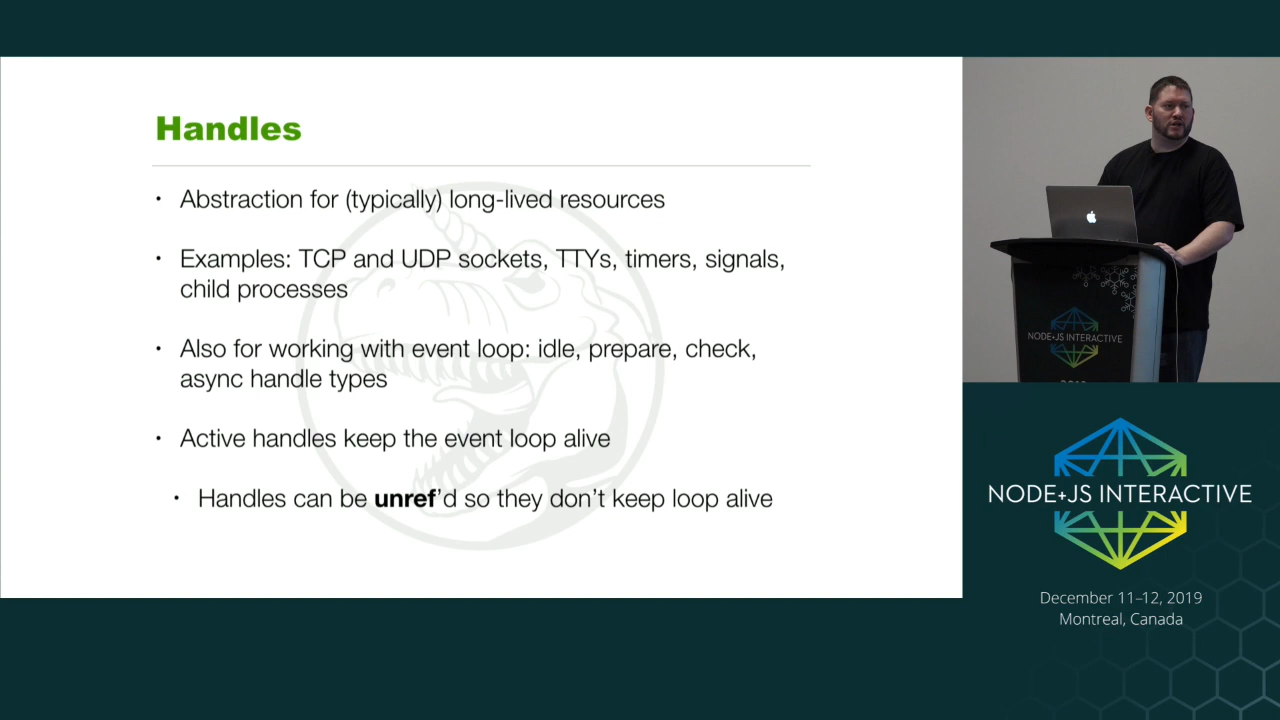 Handles
• Abstraction for (typically) long-lived resources
• Examples: TCP and UDP sockets, TTYs, timers, signals,
child processes
• Also for working with event loop: idle, prepare, check,
async handle types
• Active handles keep the event loop alive
• Handles can be unref’d so they don’t keep loop alive
NODE+JS INTERACTIVE
NODE+JS INTERACTIVE
December 11–12, 2019
Montreal, Canada